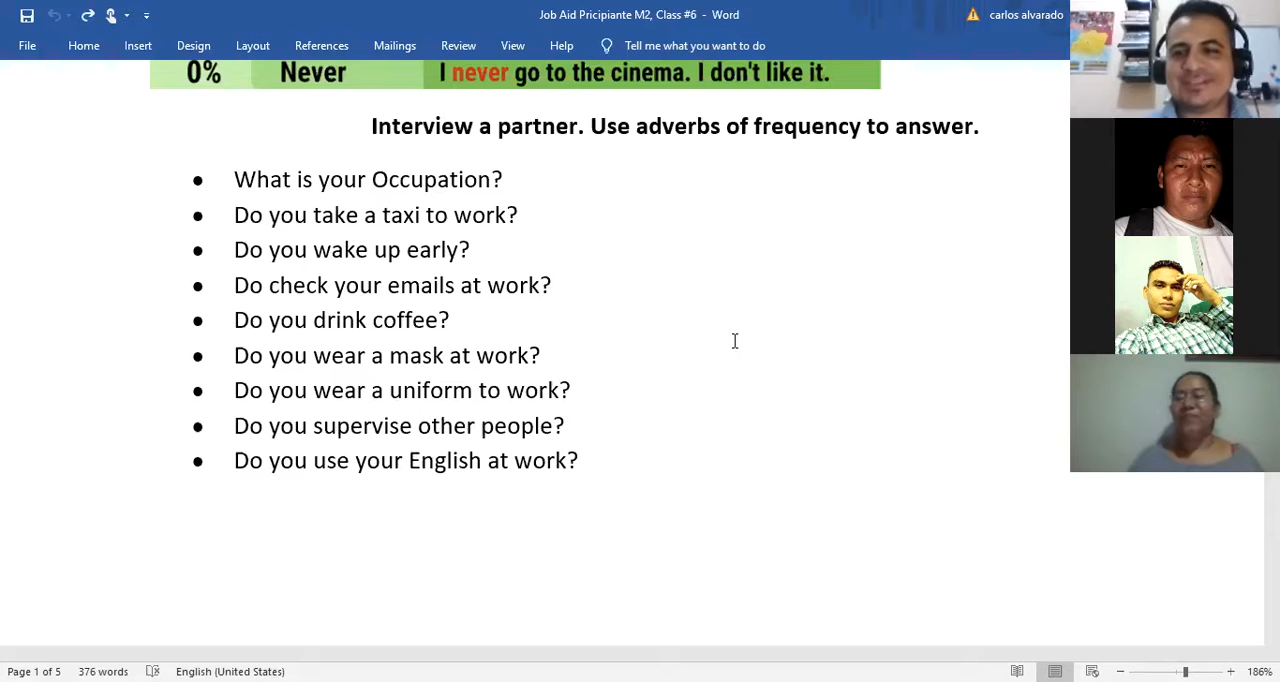 Job Aid Pricipiante M2, Class #6 - Word
carlos alvarado
File Home Insert Design Layout References Mailings Review View Help Tell me what you want to do
0% Never I never go to the cinema. I don't like it.
Interview a partner. Use adverbs of frequency to answer.
• What is your Occupation?
• Do you take a taxi to work?
• Do you wake up early?
• Do check your emails at work?
• Do you drink coffee?
• Do you wear a mask at work?
• Do you wear a uniform to work?
• Do you supervise other people?
• Do you use your English at work?
Page 1 of 5 376 words English (United States) 186%